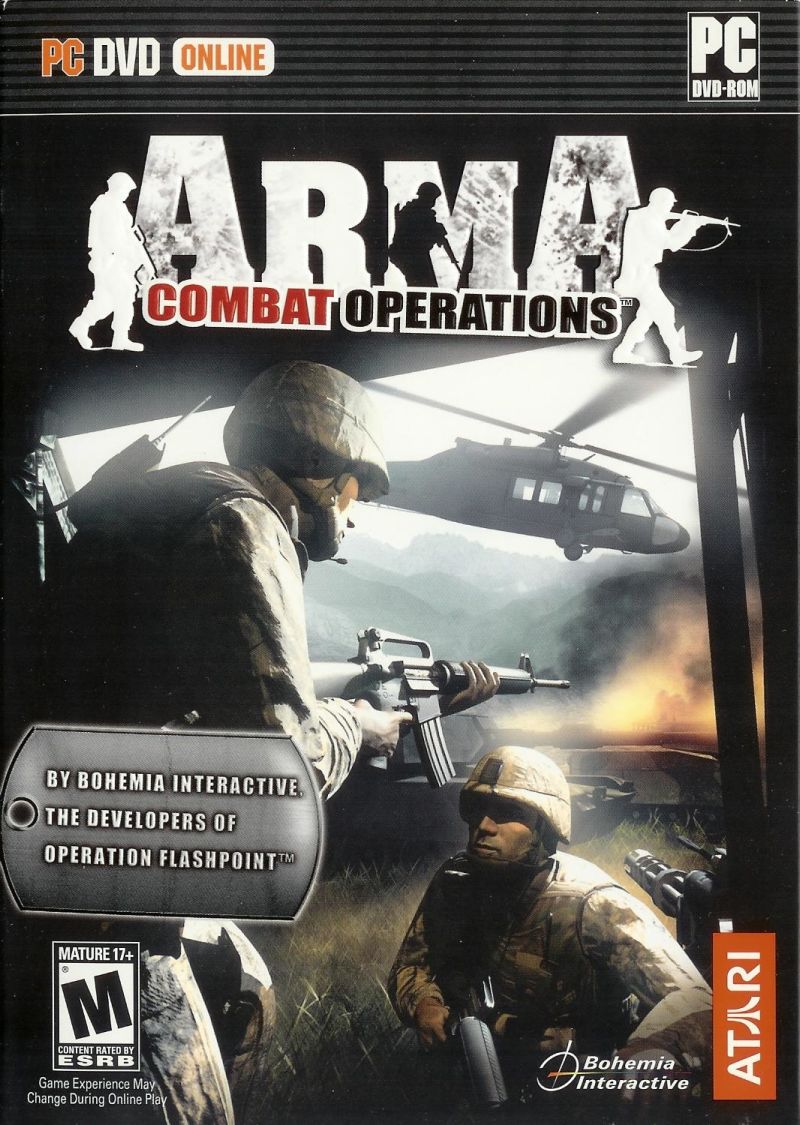 PC DVD ONLINE
PC
DVD-ROM
ARMA
COMBAT OPERATIONS™
BY BOHEMIA INTERACTIVE,
THE DEVELOPERS OF
OPERATION FLASHPOINT™
MATURE 17+
M
®
CONTENT RATED BY
ESRB
Game Experience May
Change During Online Play
Bohemia
Interactive
ATARI